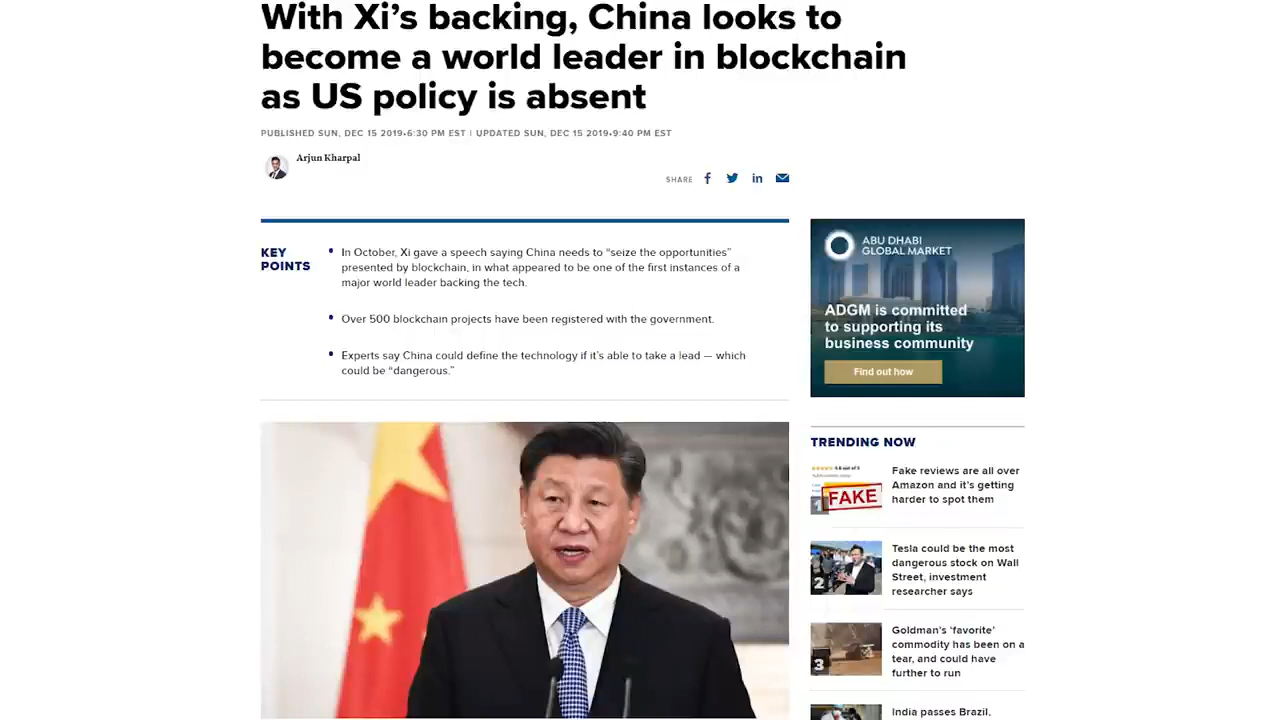 With Xi’s backing, China looks to
become a world leader in blockchain
as US policy is absent
PUBLISHED SUN, DEC 15 2019•6:30 PM EST | UPDATED SUN, DEC 15 2019•9:40 PM EST
Arjun Kharpal
SHARE
KEY
POINTS
• In October, Xi gave a speech saying China needs to “seize the opportunities”
presented by blockchain, in what appeared to be one of the first instances of a
major world leader backing the tech.
• Over 500 blockchain projects have been registered with the government.
• Experts say China could define the technology if it’s able to take a lead — which
could be “dangerous.”
ABU DHABI
GLOBAL MARKET
ADGM is committed
to supporting its
business community
Find out how
TRENDING NOW
FAKE
1
Fake reviews are all over
Amazon and it’s getting
harder to spot them
2
Tesla could be the most
dangerous stock on Wall
Street, investment
researcher says
3
Goldman’s ‘favorite’
commodity has been on a
tear, and could have
further to run
India passes Brazil,